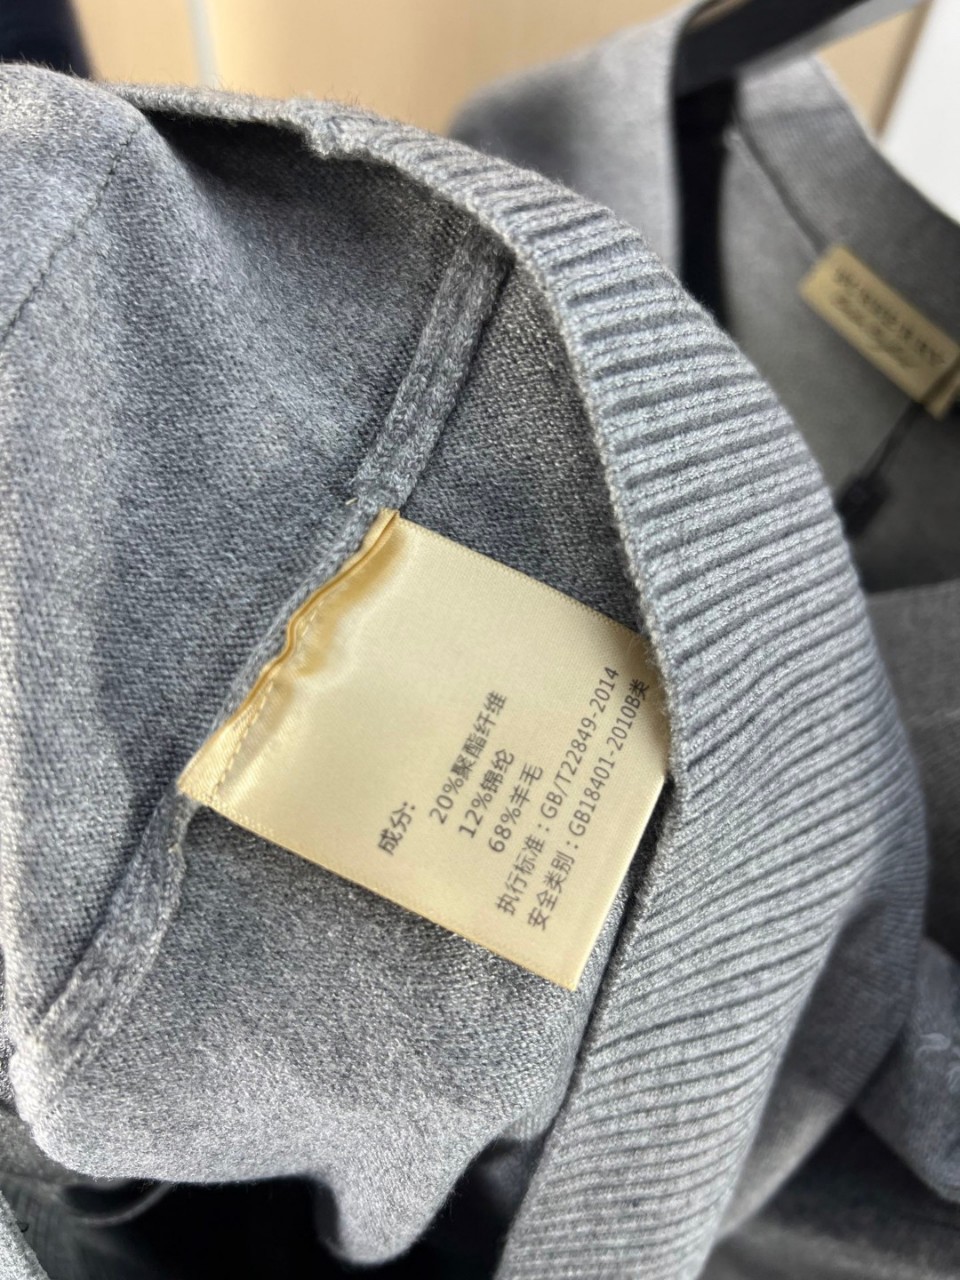 成分：
20%聚酯纤维
12%锦纶
68%羊毛
执行标准：GB/T22849-2014
安全类别：GB18401-2010B类